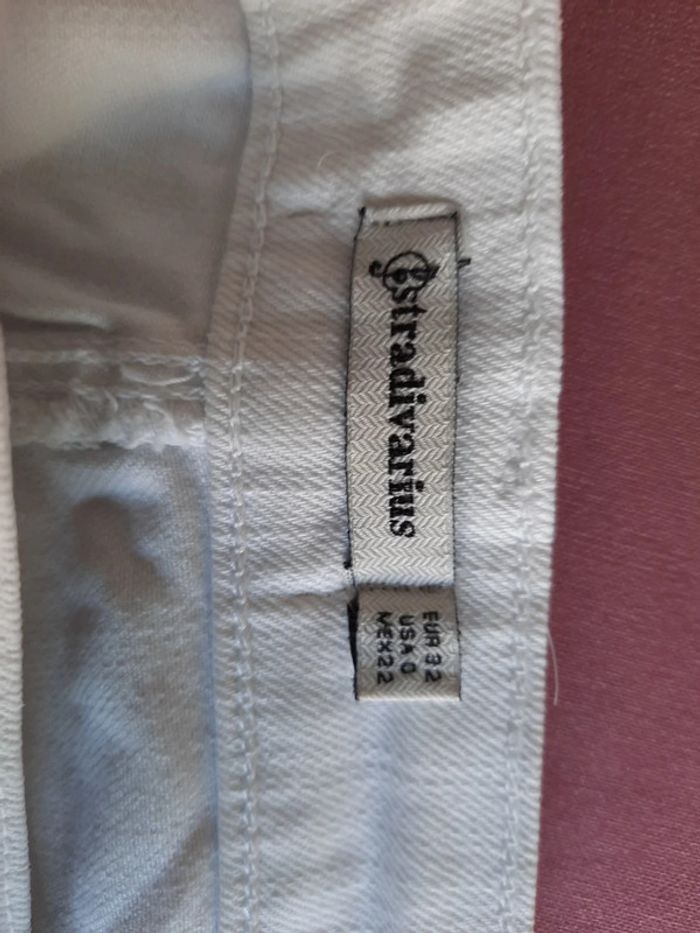 stradivarius
EUR 32
USA 0
MEX 22